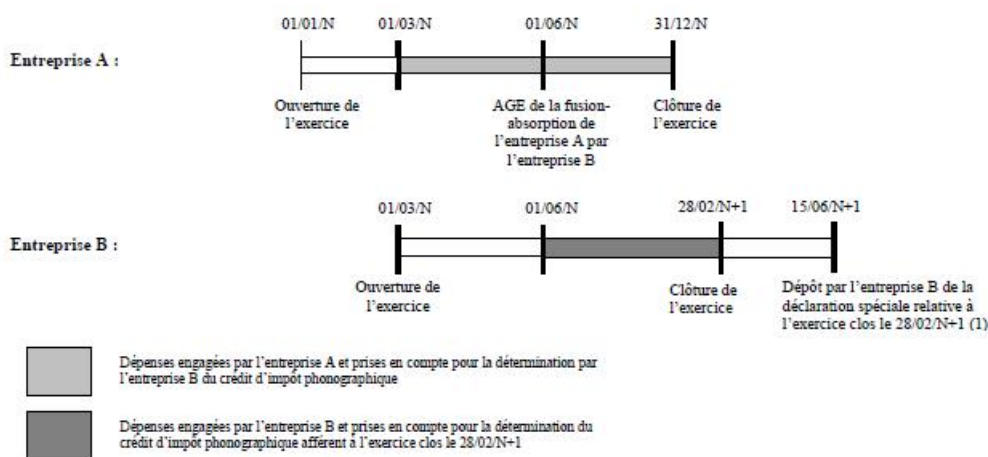 01/01/N 01/03/N 01/06/N 31/12/N
Entreprise A :
Ouverture de
l'exercice
AGE de la fusion-
absorption de
l'entreprise A par
l'entreprise B
Clôture de
l'exercice
01/03/N 01/06/N 28/02/N+1 15/06/N+1
Entreprise B :
Ouverture de
l'exercice
Clôture de
l'exercice
Dépôt par l'entreprise B de la
déclaration spéciale relative à
l'exercice clos le 28/02/N+1 (1)
Dépenses engagées par l'entreprise A et prises en compte pour la détermination par
l'entreprise B du crédit d'impôt phonographique
Dépenses engagées par l'entreprise B et prises en compte pour la détermination du
crédit d'impôt phonographique afférent à l'exercice clos le 28/02/N+1